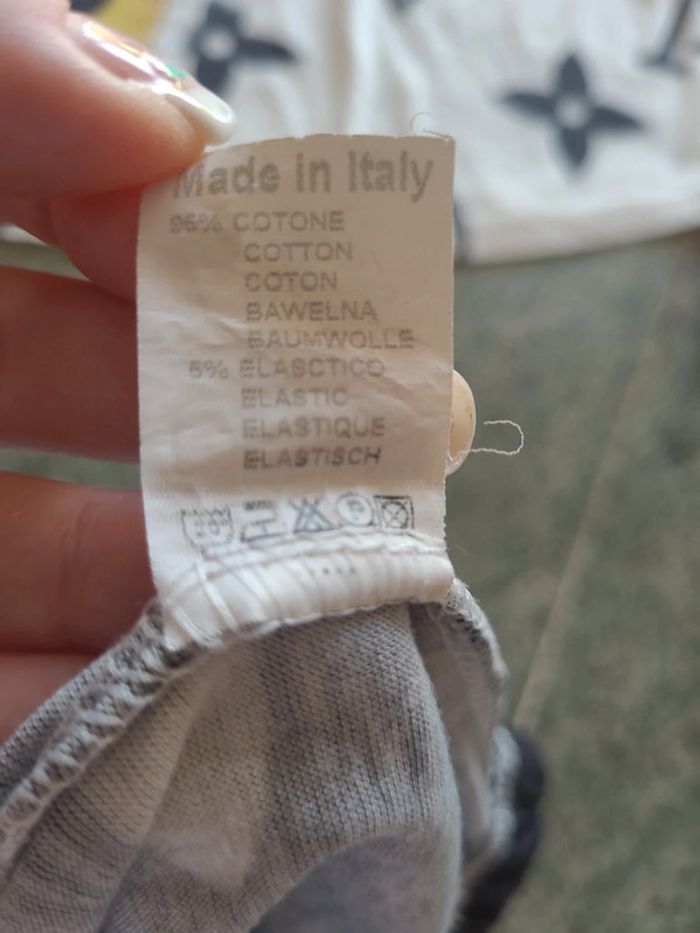 Made in Italy
95% COTONE
COTTON
COTON
BAWELNA
BAUMWOLLE
5% ELASCTICO
ELASTIC
ELASTIQUE
ELASTISCH